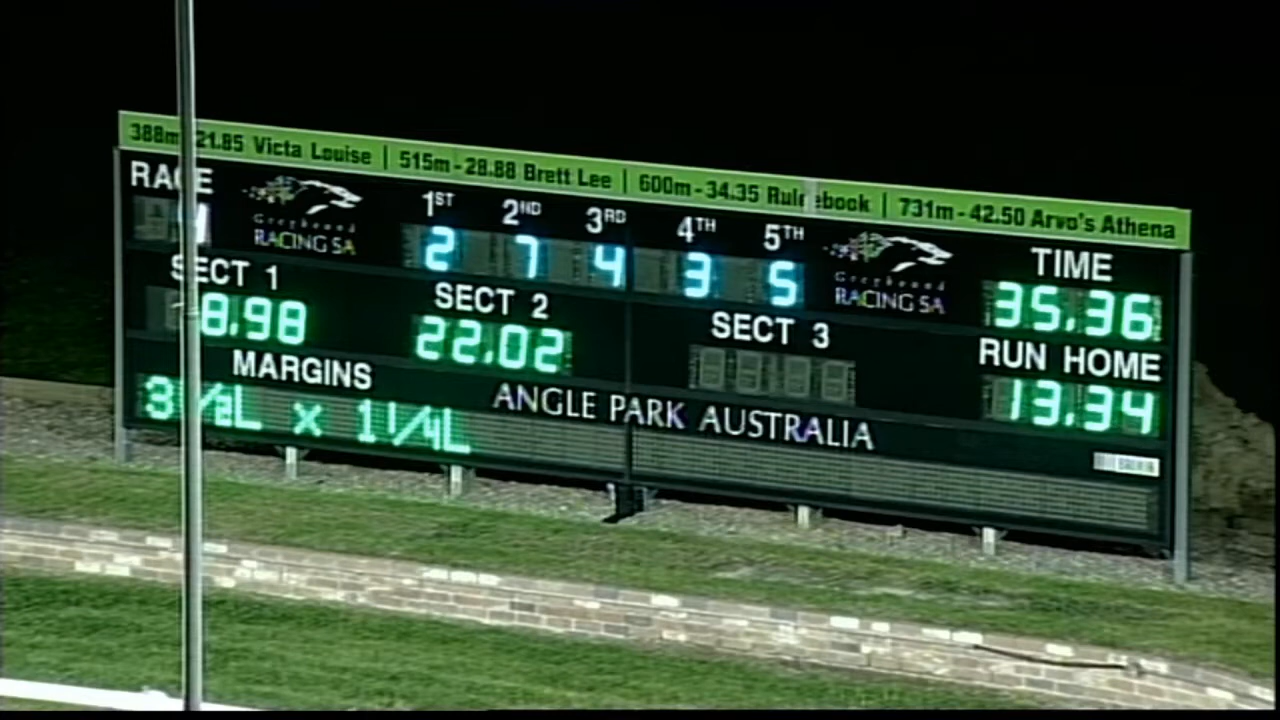 388m-21.85 Victa Louise | 515m-28.88 Brett Lee | 600m-34.35 Rulebook | 731m-42.50 Arvo's Athena
RACE
1ST 2ND 3RD 4TH 5TH
2 7 4 3 5
Greyhound
RACING SA
Greyhound
RACING SA
TIME
35.36
SECT 1
8.98
SECT 2
22.02
SECT 3
RUN HOME
13.34
MARGINS
3 1/2L x 1 1/4L
ANGLE PARK AUSTRALIA